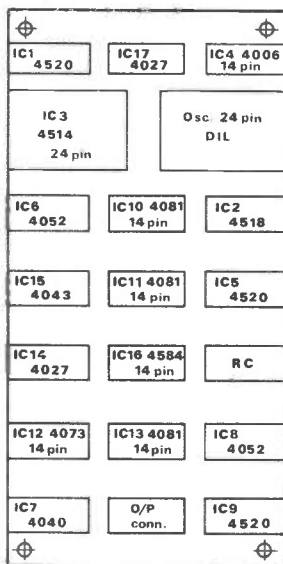 IC1
4520
IC17
4027
IC4 4006
14 pin
IC3
4514
24 pin
Osc. 24 pin
DIL
IC6
4052
IC10 4081
14 pin
IC2
4518
IC15
4043
IC11 4081
14 pin
IC5
4520
IC14
4027
IC16 4584
14 pin
RC
IC12 4073
14 pin
IC13 4081
14 pin
IC8
4052
IC7
4040
O/P
conn.
IC9
4520